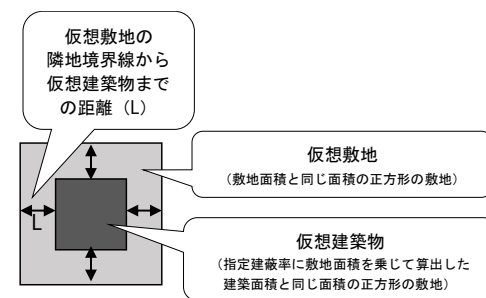 仮想敷地の
隣地境界線から
仮想建築物まで
の距離（L）
仮想敷地
（敷地面積と同じ面積の正方形の敷地）
L
仮想建築物
（指定建蔽率に敷地面積を乗じて算出した
建築面積と同じ面積の正方形の敷地）